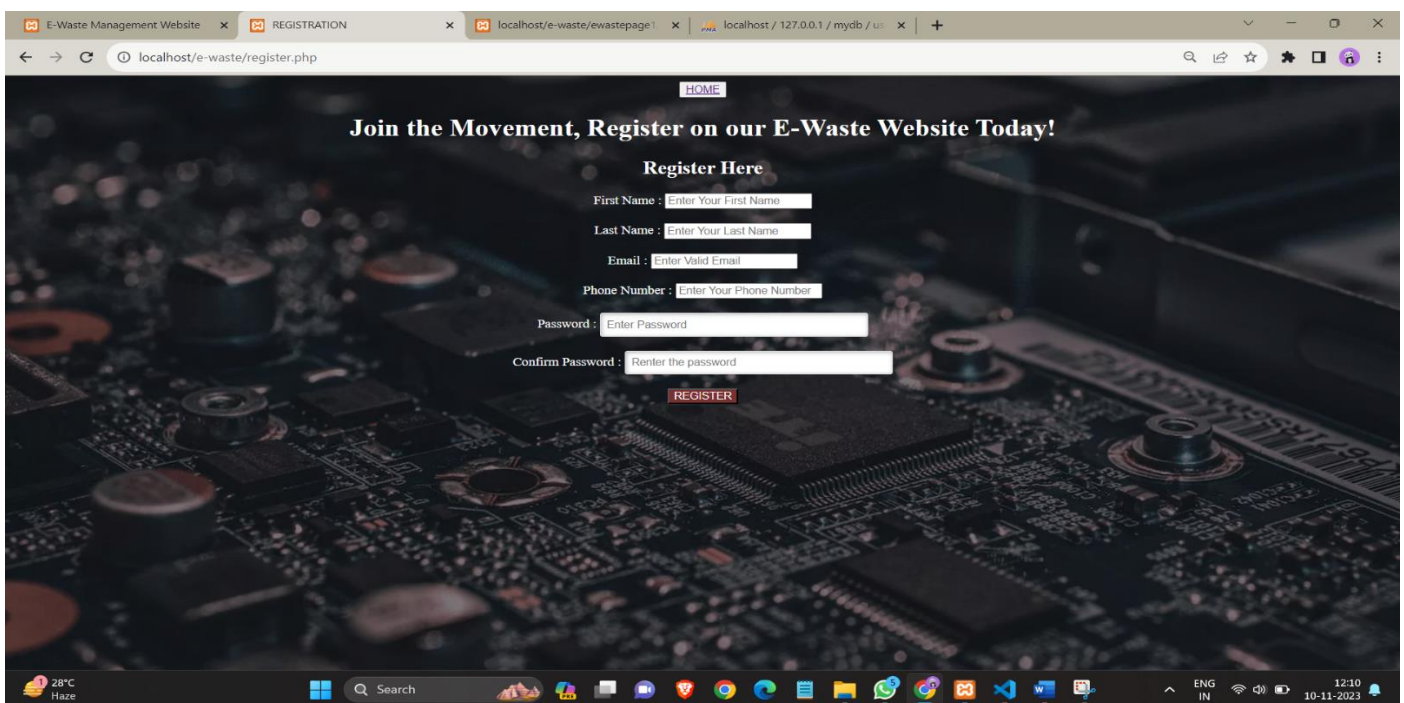 E-Waste Management Website
REGISTRATION
localhost/e-waste/ewastepage1.
localhost / 127.0.0.1 / mydb / us
localhost/e-waste/register.php
HOME
Join the Movement, Register on our E-Waste Website Today!
Register Here
First Name : Enter Your First Name
Last Name : Enter Your Last Name
Email : Enter Valid Email
Phone Number : Enter Your Phone Number
Password : Enter Password
Confirm Password : Renter the password
REGISTER
1
28°C
Haze
Search
PRE
5
ENG
IN
12:10
10-11-2023